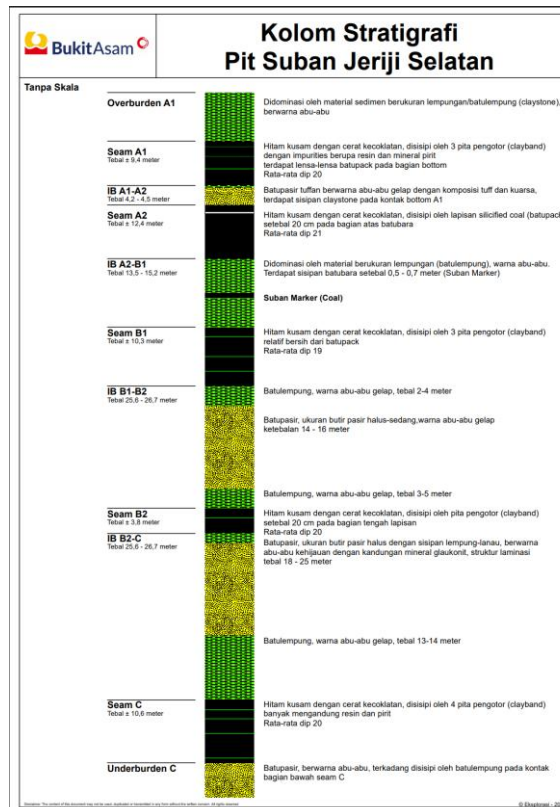 BukitAsam
Kolom Stratigrafi
Pit Suban Jeriji Selatan
Tanpa Skala
Overburden A1
Didominasi oleh material sedimen berukuran lempungan/batulempung (claystone),
berwarna abu-abu
Seam A1
Tebal ± 9,4 meter
Hitam kusam dengan cerat kecoklatan, disisipi oleh 3 pita pengotor (clayband)
dengan impurities berupa resin dan mineral pirit
terdapat lensa-lensa batupack pada bagian bottom
Rata-rata dip 20
IB A1-A2
Tebal 4,2 - 4,5 meter
Batupasir tuffan berwarna abu-abu gelap dengan komposisi tuff dan kuarsa,
terdapat sisipan claystone pada kontak bottom A1
Seam A2
Tebal ± 12,4 meter
Hitam kusam dengan cerat kecoklatan, disisipi oleh lapisan silicified coal (batupack
setebal 20 cm pada bagian atas batubara
Rata-rata dip 21
IB A2-B1
Tebal 13,5 - 15,2 meter
Didominasi oleh material berukuran lempungan (batulempung), warna abu-abu.
Terdapat sisipan batubara setebal 0,5 - 0,7 meter (Suban Marker)
Suban Marker (Coal)
Seam B1
Tebal ± 10,3 meter
Hitam kusam dengan cerat kecoklatan, disisipi oleh 3 pita pengotor (clayband)
relatif bersih dari batupack
Rata-rata dip 19
IB B1-B2
Tebal 25,6 - 26,7 meter
Batulempung, warna abu-abu gelap, tebal 2-4 meter
Batupasir, ukuran butir pasir halus-sedang,warna abu-abu gelap
ketebalan 14 - 16 meter
Batulempung, warna abu-abu gelap, tebal 3-5 meter
Seam B2
Tebal ± 3,8 meter
Hitam kusam dengan cerat kecoklatan, disisipi oleh pita pengotor (clayband)
setebal 20 cm pada bagian tengah lapisan
Rata-rata dip 20
IB B2-C
Tebal 25,6 - 26,7 meter
Batupasir, ukuran butir pasir halus dengan sisipan lempung-lanau, berwarna
abu-abu kehijauan dengan kandungan mineral glaukonit, struktur laminasi
tebal 18 - 25 meter
Batulempung, warna abu-abu gelap, tebal 13-14 meter
Seam C
Tebal ± 10,6 meter
Hitam kusam dengan cerat kecoklatan, disisipi oleh 4 pita pengotor (clayband)
banyak mengandung resin dan pirit
Rata-rata dip 20
Underburden C
Batupasir, berwarna abu-abu, terkadang disisipi oleh batulempung pada kontak
bagian bawah seam C